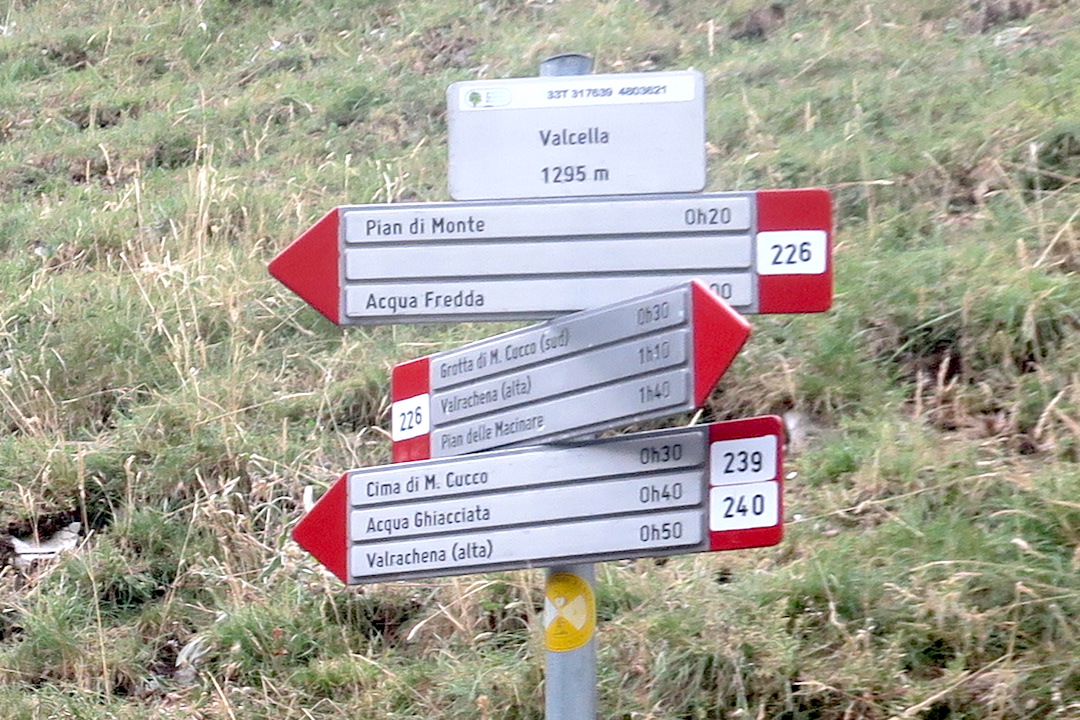 33T 317639 4803621
Valcella
1295 m
Pian di Monte 0h20
226
Acqua Fredda
Grotta di M. Cucco (sud) 0h30
Valrachena (alta) 1h10
226
Pian delle Macinare 1h40
Cima di M. Cucco 0h30
239
Acqua Ghiacciata 0h40
240
Valrachena (alta) 0h50